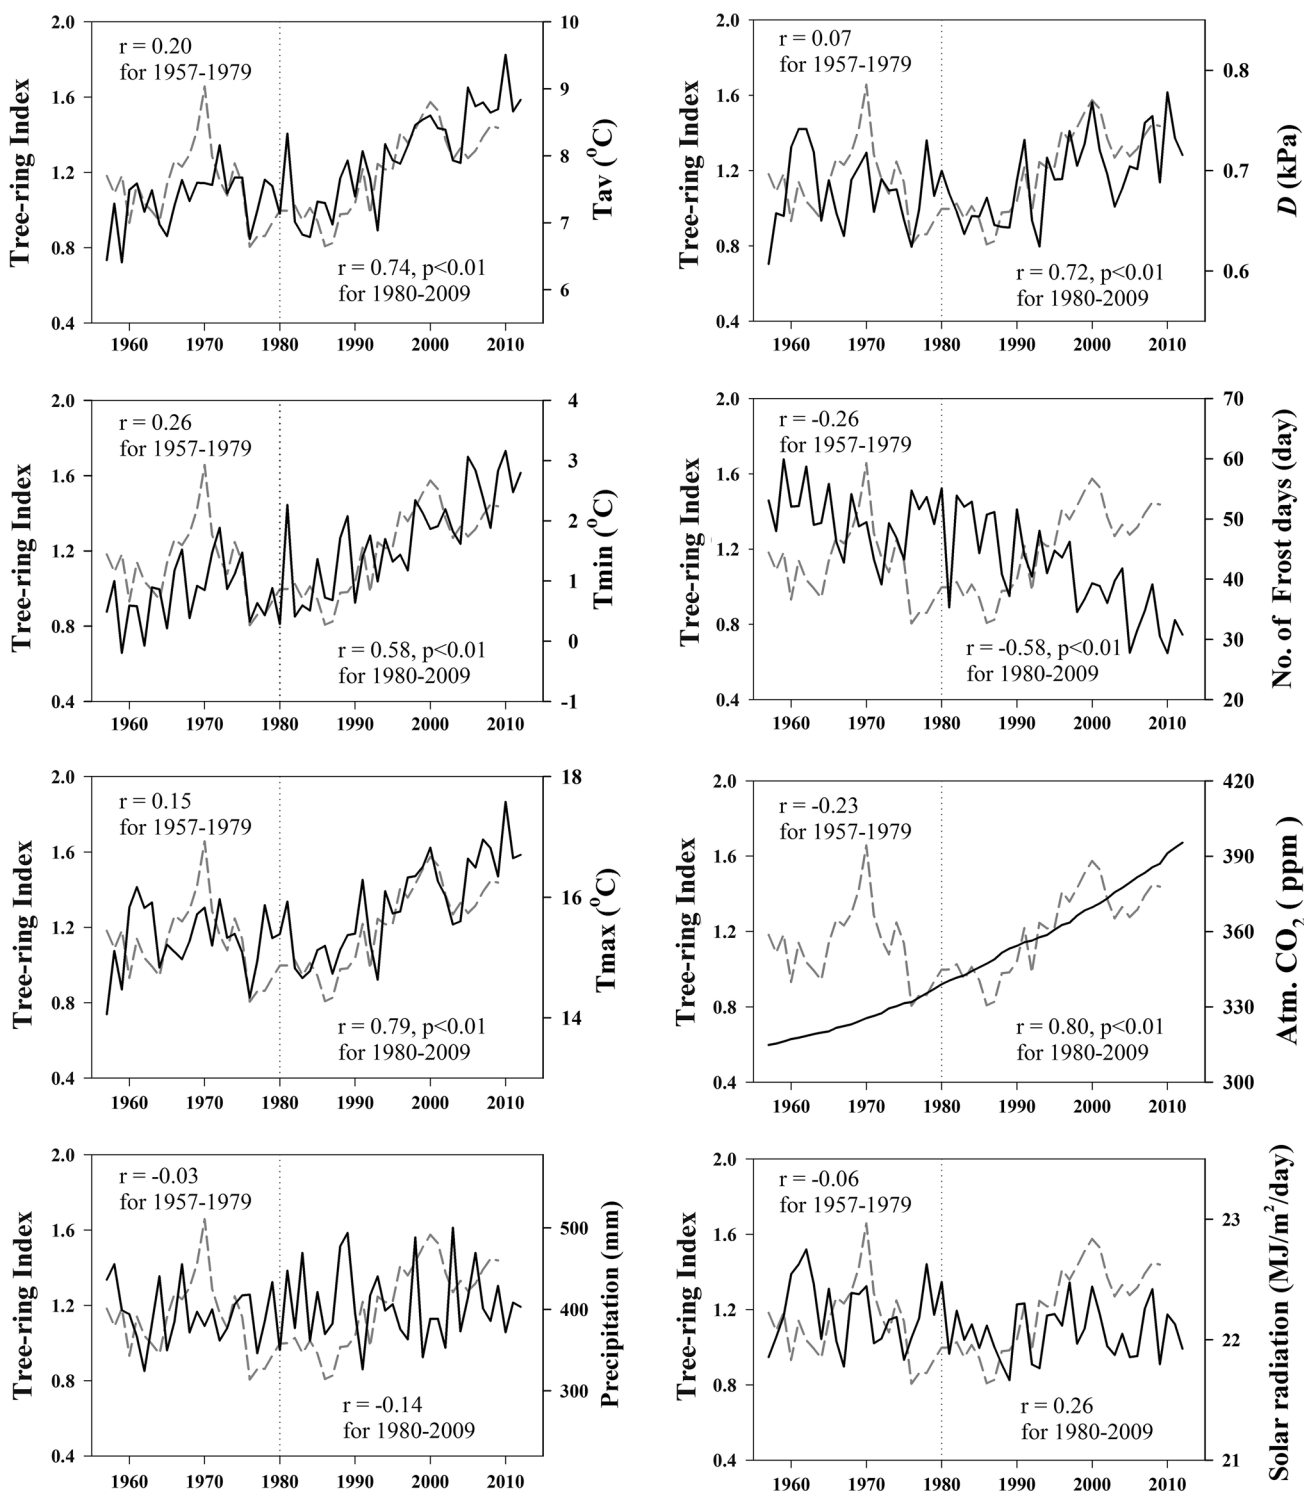 2.0
1.6
1.2
0.8
0.4
Tree-ring Index
r = 0.20
for 1957-1979
r = 0.74, p<0.01
for 1980-2009
10
9
8
7
6
Tav (°C)
1960 1970 1980 1990 2000 2010
2.0
1.6
1.2
0.8
0.4
Tree-ring Index
r = 0.07
for 1957-1979
r = 0.72, p<0.01
for 1980-2009
0.8
0.7
0.6
D (kPa)
1960 1970 1980 1990 2000 2010
2.0
1.6
1.2
0.8
0.4
Tree-ring Index
r = 0.26
for 1957-1979
r = 0.58, p<0.01
for 1980-2009
4
3
2
1
0
-1
Tmin (°C)
1960 1970 1980 1990 2000 2010
2.0
1.6
1.2
0.8
0.4
Tree-ring Index
r = -0.26
for 1957-1979
r = -0.58, p<0.01
for 1980-2009
70
60
50
40
30
20
No. of Frost days (day)
1960 1970 1980 1990 2000 2010
2.0
1.6
1.2
0.8
0.4
Tree-ring Index
r = 0.15
for 1957-1979
r = 0.79, p<0.01
for 1980-2009
18
16
14
Tmax (°C)
1960 1970 1980 1990 2000 2010
2.0
1.6
1.2
0.8
0.4
Tree-ring Index
r = -0.23
for 1957-1979
r = 0.80, p<0.01
for 1980-2009
420
390
360
330
300
Atm. CO₂ ( ppm )
1960 1970 1980 1990 2000 2010
2.0
1.6
1.2
0.8
0.4
Tree-ring Index
r = -0.03
for 1957-1979
r = -0.14
for 1980-2009
500
400
300
Precipitation (mm)
1960 1970 1980 1990 2000 2010
2.0
1.6
1.2
0.8
0.4
Tree-ring Index
r = -0.06
for 1957-1979
r = 0.26
for 1980-2009
23
22
21
Solar radiation (MJ/m²/day)
1960 1970 1980 1990 2000 2010